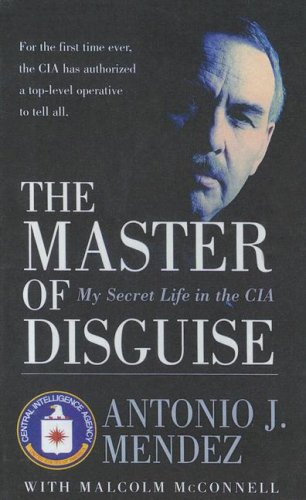 For the first time ever,
the CIA has authorized
a top-level operative
to tell all.
THE
MASTER
OF My Secret Life in the CIA
DISGUISE
CENTRAL INTELLIGENCE AGENCY
UNITED STATES OF AMERICA
ANTONIO J.
MENDEZ
WITH MALCOLM McCONNELL